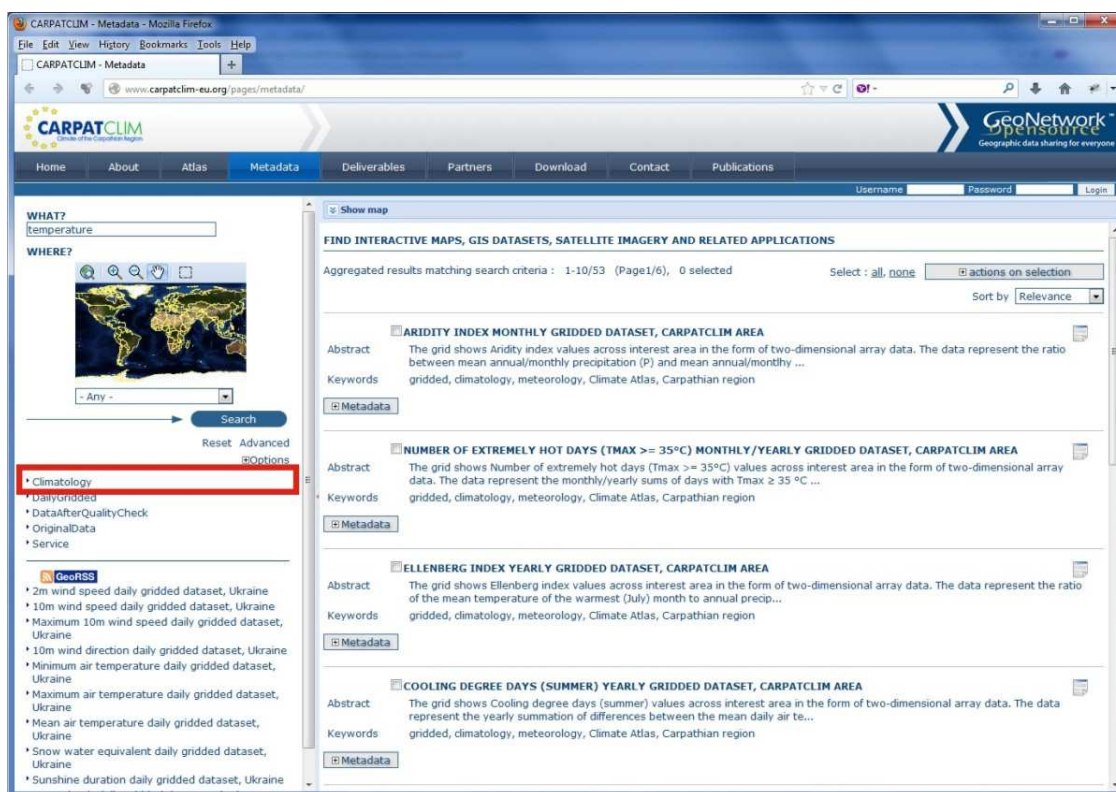 CARPATCLIM - Metadata - Mozilla Firefox
File Edit View History Bookmarks Tools Help
CARPATCLIM - Metadata
www.carpatclim-eu.org/pages/metadata/
CARPATCLIM
Climate of the Carpathian Region
GeoNetwork
Opensource
Geographic data sharing for everyone
Home About Atlas Metadata Deliverables Partners Download Contact Publications
Username Password Login
WHAT?
temperature
WHERE?
- Any -
Search
Reset Advanced
Options
Climatology
DailyGridded
DataAfterQualityCheck
OriginalData
Service
GeoRSS
2m wind speed daily gridded dataset, Ukraine
10m wind speed daily gridded dataset, Ukraine
Maximum 10m wind speed daily gridded dataset,
Ukraine
10m wind direction daily gridded dataset, Ukraine
Minimum air temperature daily gridded dataset,
Ukraine
Maximum air temperature daily gridded dataset,
Ukraine
Mean air temperature daily gridded dataset,
Ukraine
Snow water equivalent daily gridded dataset,
Ukraine
Sunshine duration daily gridded dataset, Ukraine
Show map
FIND INTERACTIVE MAPS, GIS DATASETS, SATELLITE IMAGERY AND RELATED APPLICATIONS
Aggregated results matching search criteria : 1-10/53 (Page1/6), 0 selected
Select : all, none
actions on selection
Sort by Relevance
ARIDITY INDEX MONTHLY GRIDDED DATASET, CARPATCLIM AREA
Abstract The grid shows Aridity index values across interest area in the form of two-dimensional array data. The data represent the ratio
between mean annual/monthly precipitation (P) and mean annual/montlhy ...
Keywords gridded, climatology, meteorology, Climate Atlas, Carpathian region
Metadata
NUMBER OF EXTREMELY HOT DAYS (TMAX >= 35ºC) MONTHLY/YEARLY GRIDDED DATASET, CARPATCLIM AREA
Abstract The grid shows Number of extremely hot days (Tmax >= 35ºC) values across interest area in the form of two-dimensional array
data. The data represent the monthly/yearly sums of days with Tmax ≥ 35 ºC ...
Keywords gridded, climatology, meteorology, Climate Atlas, Carpathian region
Metadata
ELLENBERG INDEX YEARLY GRIDDED DATASET, CARPATCLIM AREA
Abstract The grid shows Ellenberg index values across interest area in the form of two-dimensional array data. The data represent the ratio
of the mean temperature of the warmest (July) month to annual precip...
Keywords gridded, climatology, meteorology, Climate Atlas, Carpathian region
Metadata
COOLING DEGREE DAYS (SUMMER) YEARLY GRIDDED DATASET, CARPATCLIM AREA
Abstract The grid shows Cooling degree days (summer) values across interest area in the form of two-dimensional array data. The data
represent the yearly summation of differences between the mean daily air te...
Keywords gridded, climatology, meteorology, Climate Atlas, Carpathian region
Metadata